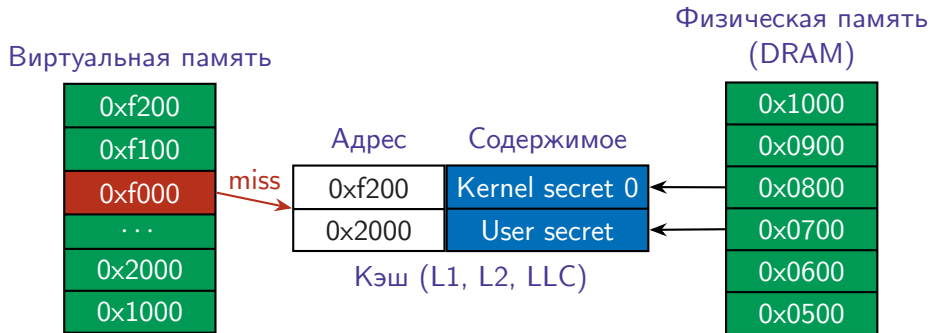 Виртуальная память
0xf200
0xf100
0xf000
...
0x2000
0x1000
miss
Адрес Содержимое
0xf200 Kernel secret 0
0x2000 User secret
Кэш (L1, L2, LLC)
Физическая память
(DRAM)
0x1000
0x0900
0x0800
0x0700
0x0600
0x0500